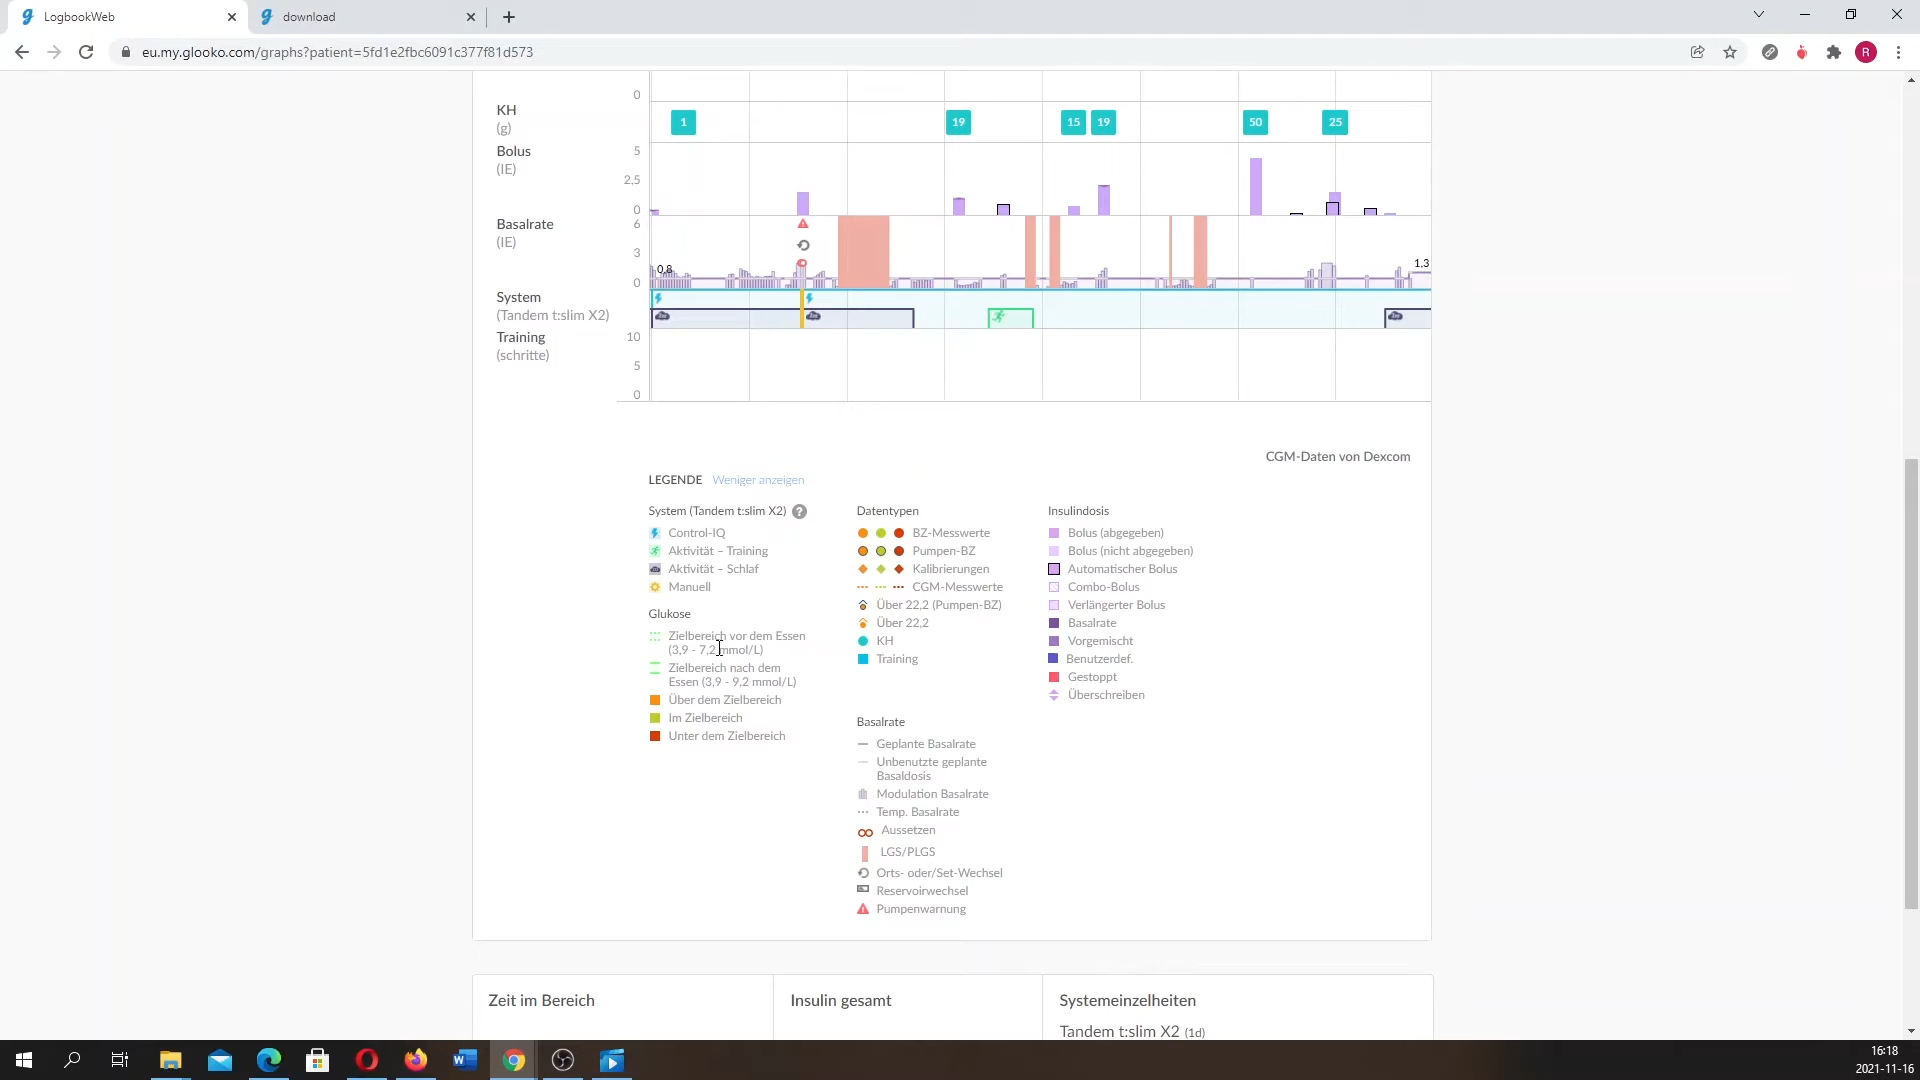 LogbookWeb
download
eu.my.glooko.com/graphs?patient=5fd1e2fbc6091c377f81d573
R
0
KH
(g)
1
19
15
19
50
25
Bolus
(IE)
5
2,5
0
Basalrate
(IE)
6
3
0
0,8
1,3
System
(Tandem t:slim X2)
Training
(schritte)
10
5
0
CGM-Daten von Dexcom
LEGENDE Weniger anzeigen
System (Tandem t:slim X2) ?
Control-IQ
Aktivität – Training
Aktivität – Schlaf
Manuell
Glukose
Zielbereich vor dem Essen
(3,9 - 7,2 mmol/L)
Zielbereich nach dem
Essen (3,9 - 9,2 mmol/L)
Über dem Zielbereich
Im Zielbereich
Unter dem Zielbereich
Datentypen
BZ-Messwerte
Pumpen-BZ
Kalibrierungen
CGM-Messwerte
Über 22,2 (Pumpen-BZ)
Über 22,2
KH
Training
Basalrate
Geplante Basalrate
Unbenutzte geplante
Basaldosis
Modulation Basalrate
Temp. Basalrate
Aussetzen
LGS/PLGS
Orts- oder/Set-Wechsel
Reservoirwechsel
Pumpenwarnung
Insulindosis
Bolus (abgegeben)
Bolus (nicht abgegeben)
Automatischer Bolus
Combo-Bolus
Verlängerter Bolus
Basalrate
Vorgemischt
Benutzerdef.
Gestoppt
Überschreiben
Zeit im Bereich
Insulin gesamt
Systemeinzelheiten
Tandem t:slim X2 (1d)
16:18
2021-11-16